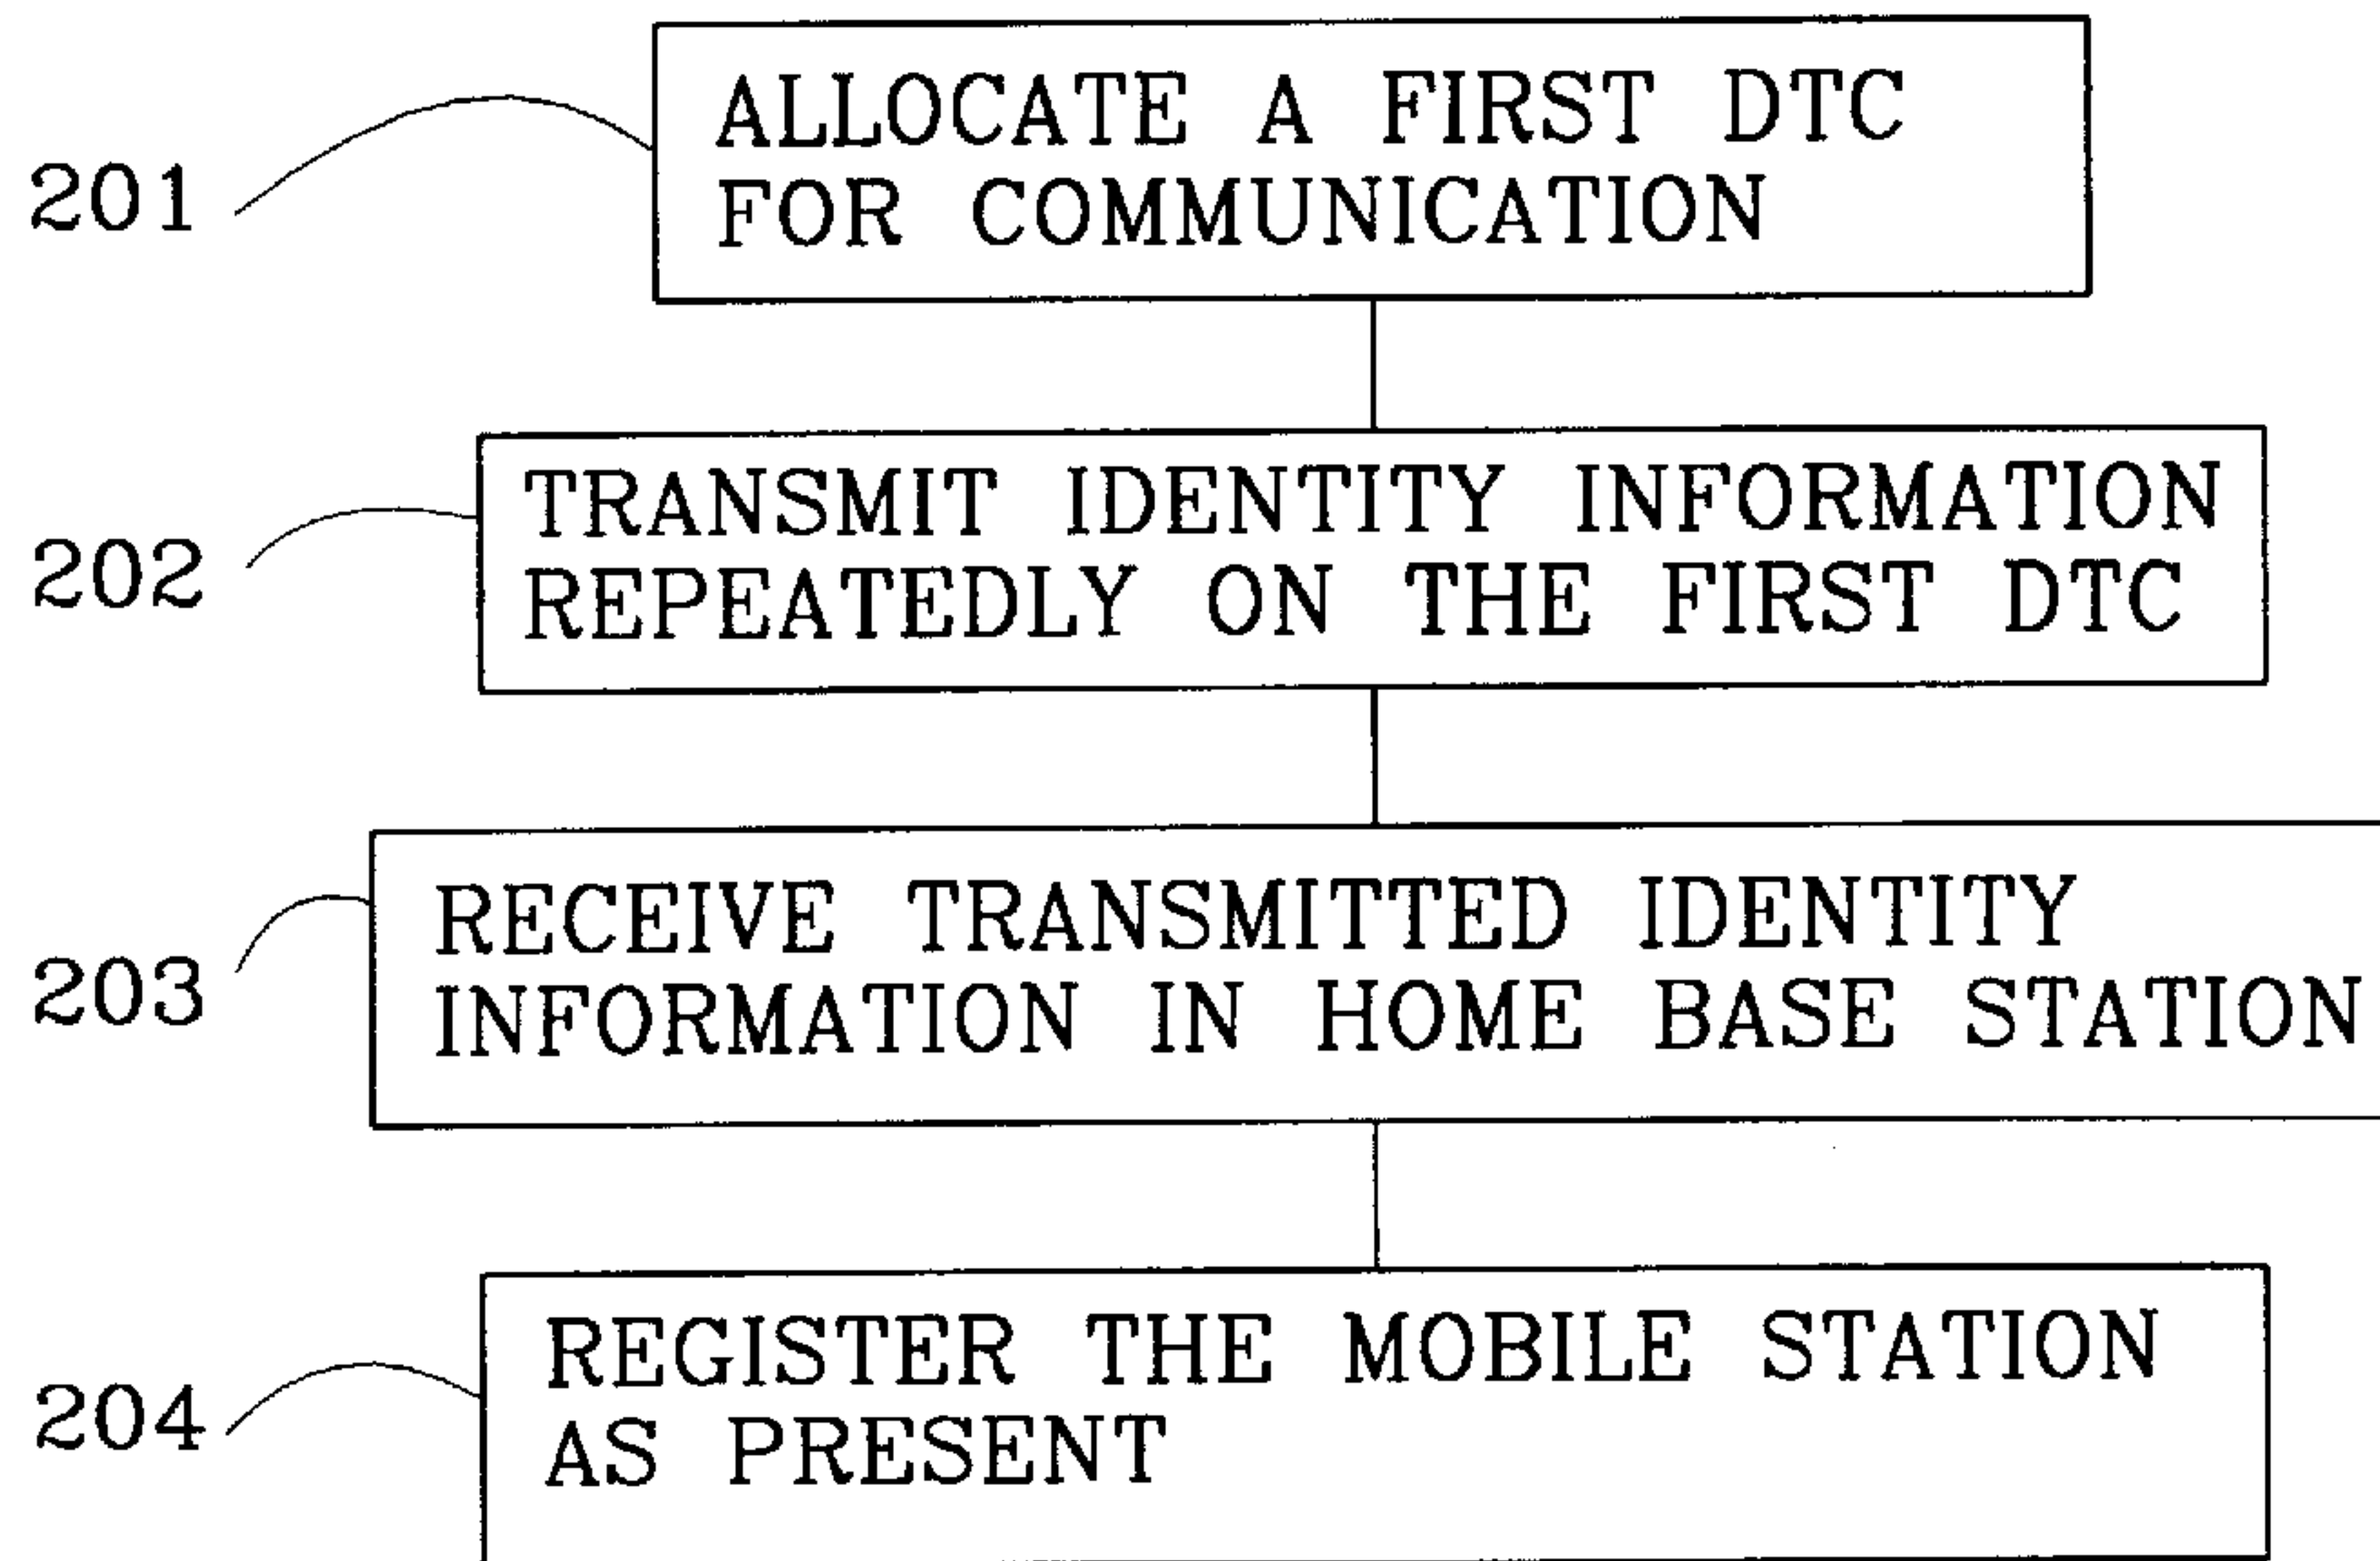 201
ALLOCATE A FIRST DTC
FOR COMMUNICATION
202
TRANSMIT IDENTITY INFORMATION
REPEATEDLY ON THE FIRST DTC
203
RECEIVE TRANSMITTED IDENTITY
INFORMATION IN HOME BASE STATION
204
REGISTER THE MOBILE STATION
AS PRESENT